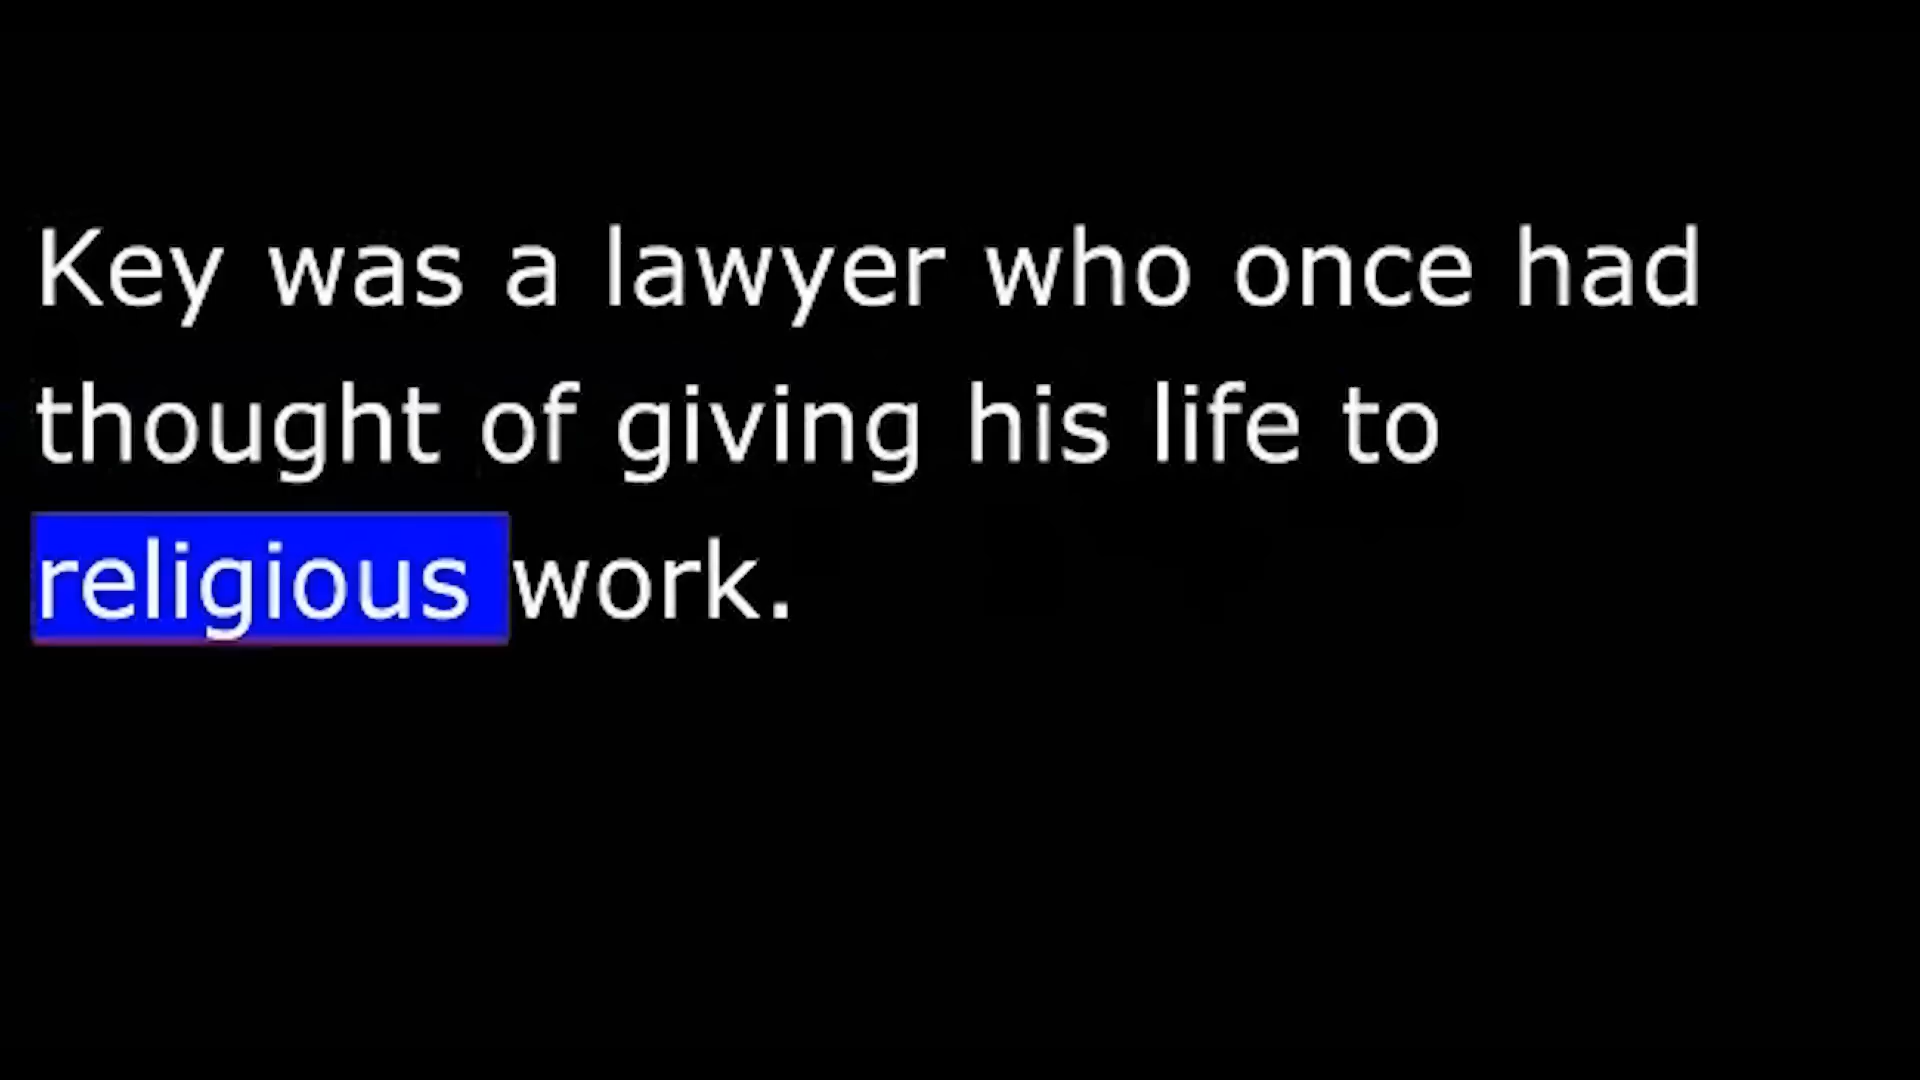 Key was a lawyer who once had
thought of giving his life to
religious work.